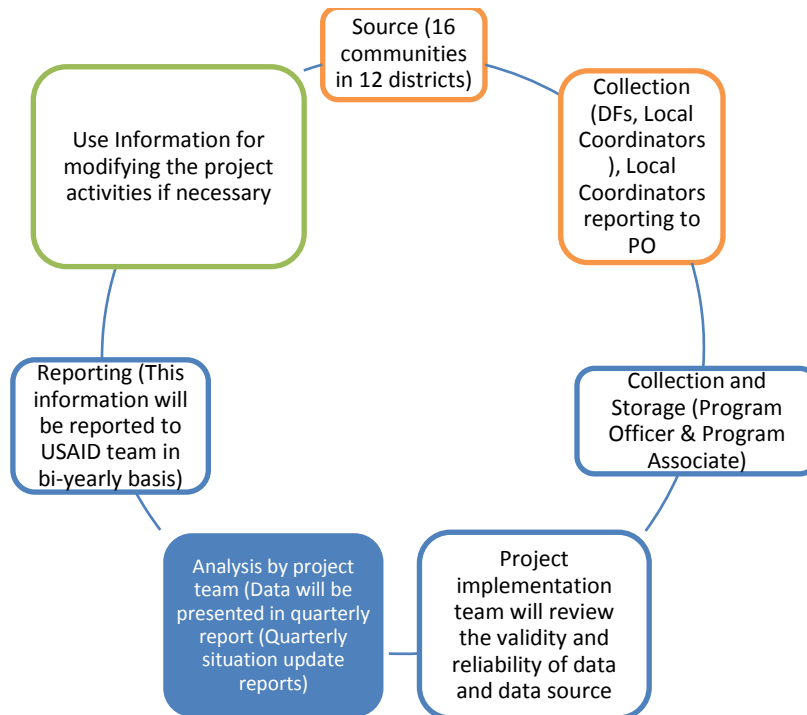 Source (16
communities
in 12 districts)
Collection
(DFs, Local
Coordinators
), Local
Coordinators
reporting to
PO
Collection and
Storage (Program
Officer & Program
Associate)
Project
implementation
team will review
the validity and
reliability of data
and data source
Analysis by project
team (Data will be
presented in quarterly
report (Quarterly
situation update
reports)
Reporting (This
information will
be reported to
USAID team in
bi-yearly basis)
Use Information for
modifying the project
activities if necessary